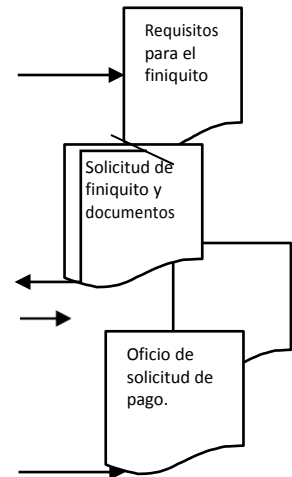 Requisitos
para el
finiquito
Solicitud de
finiquito y
documentos
Oficio de
solicitud de
pago.